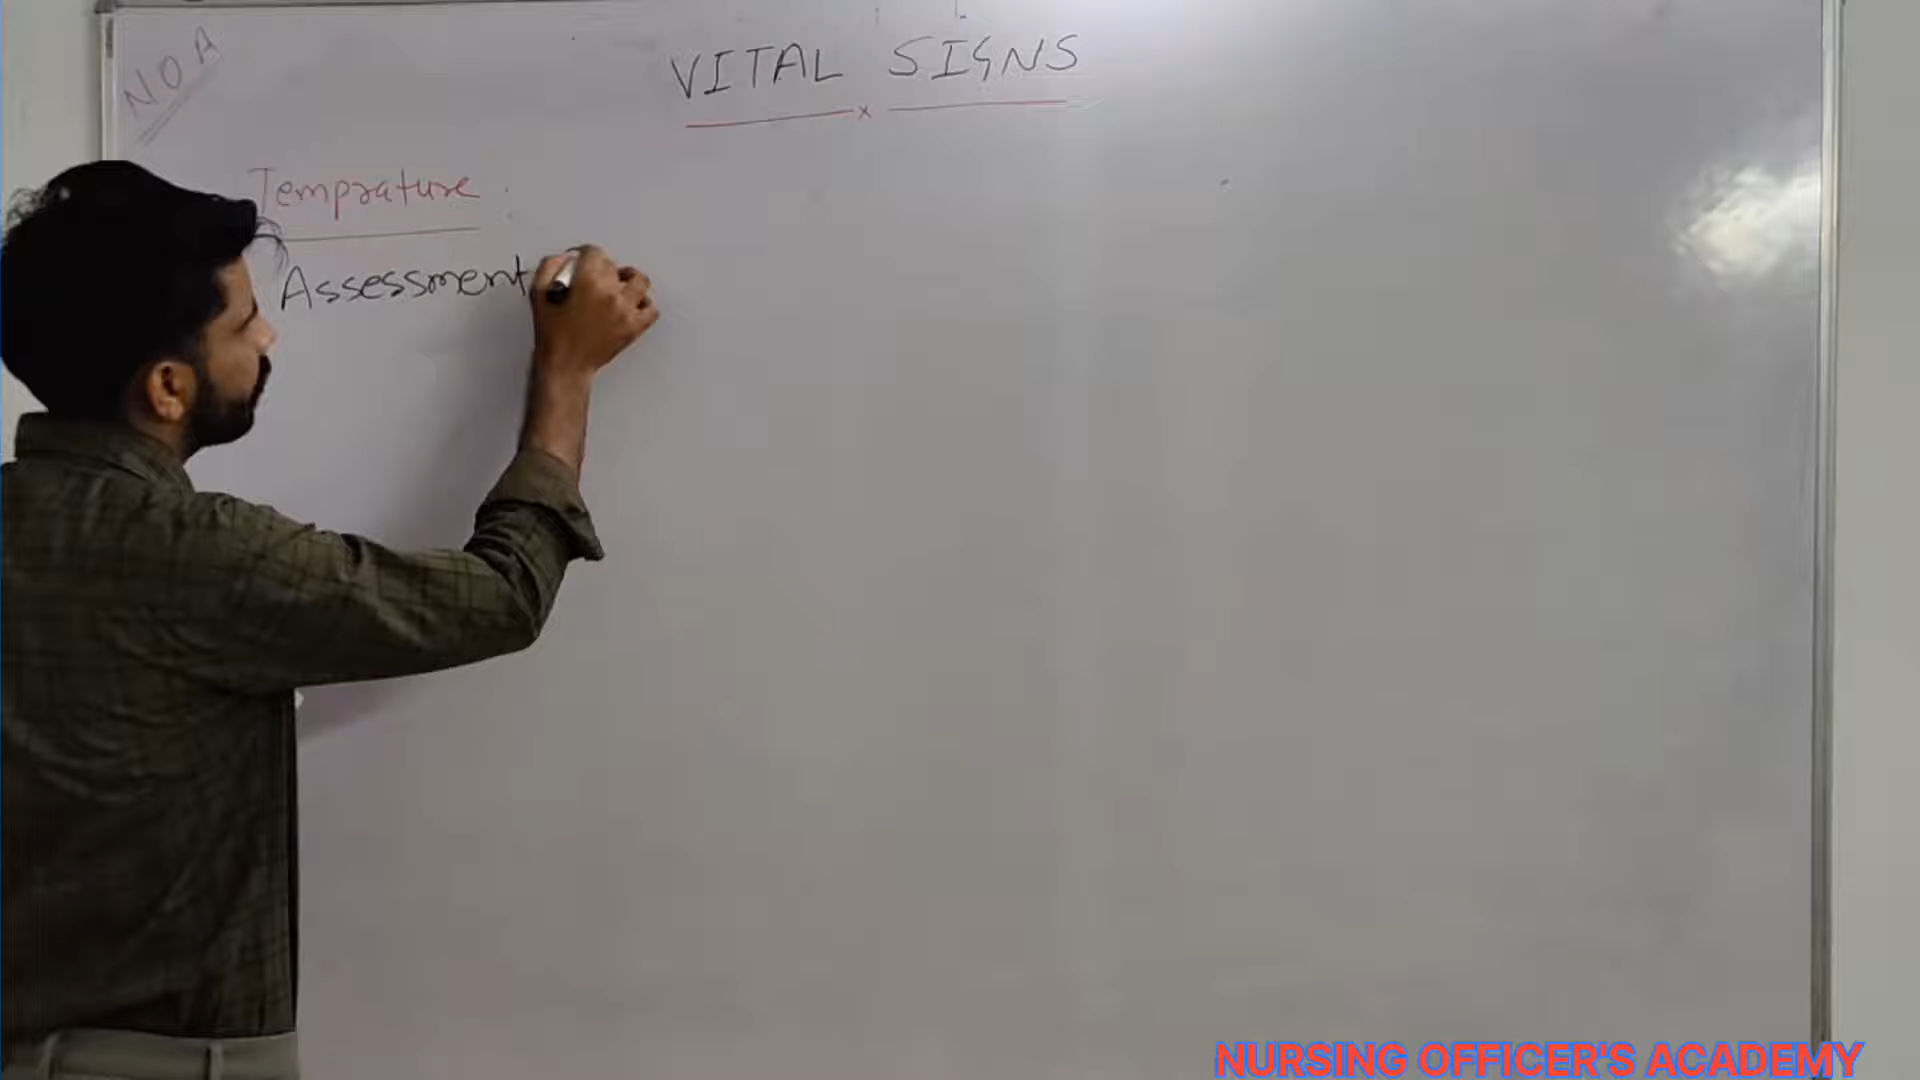 NOA
VITAL SIGNS
x
Temprature :
Assessment
NURSING OFFICER'S ACADEMY